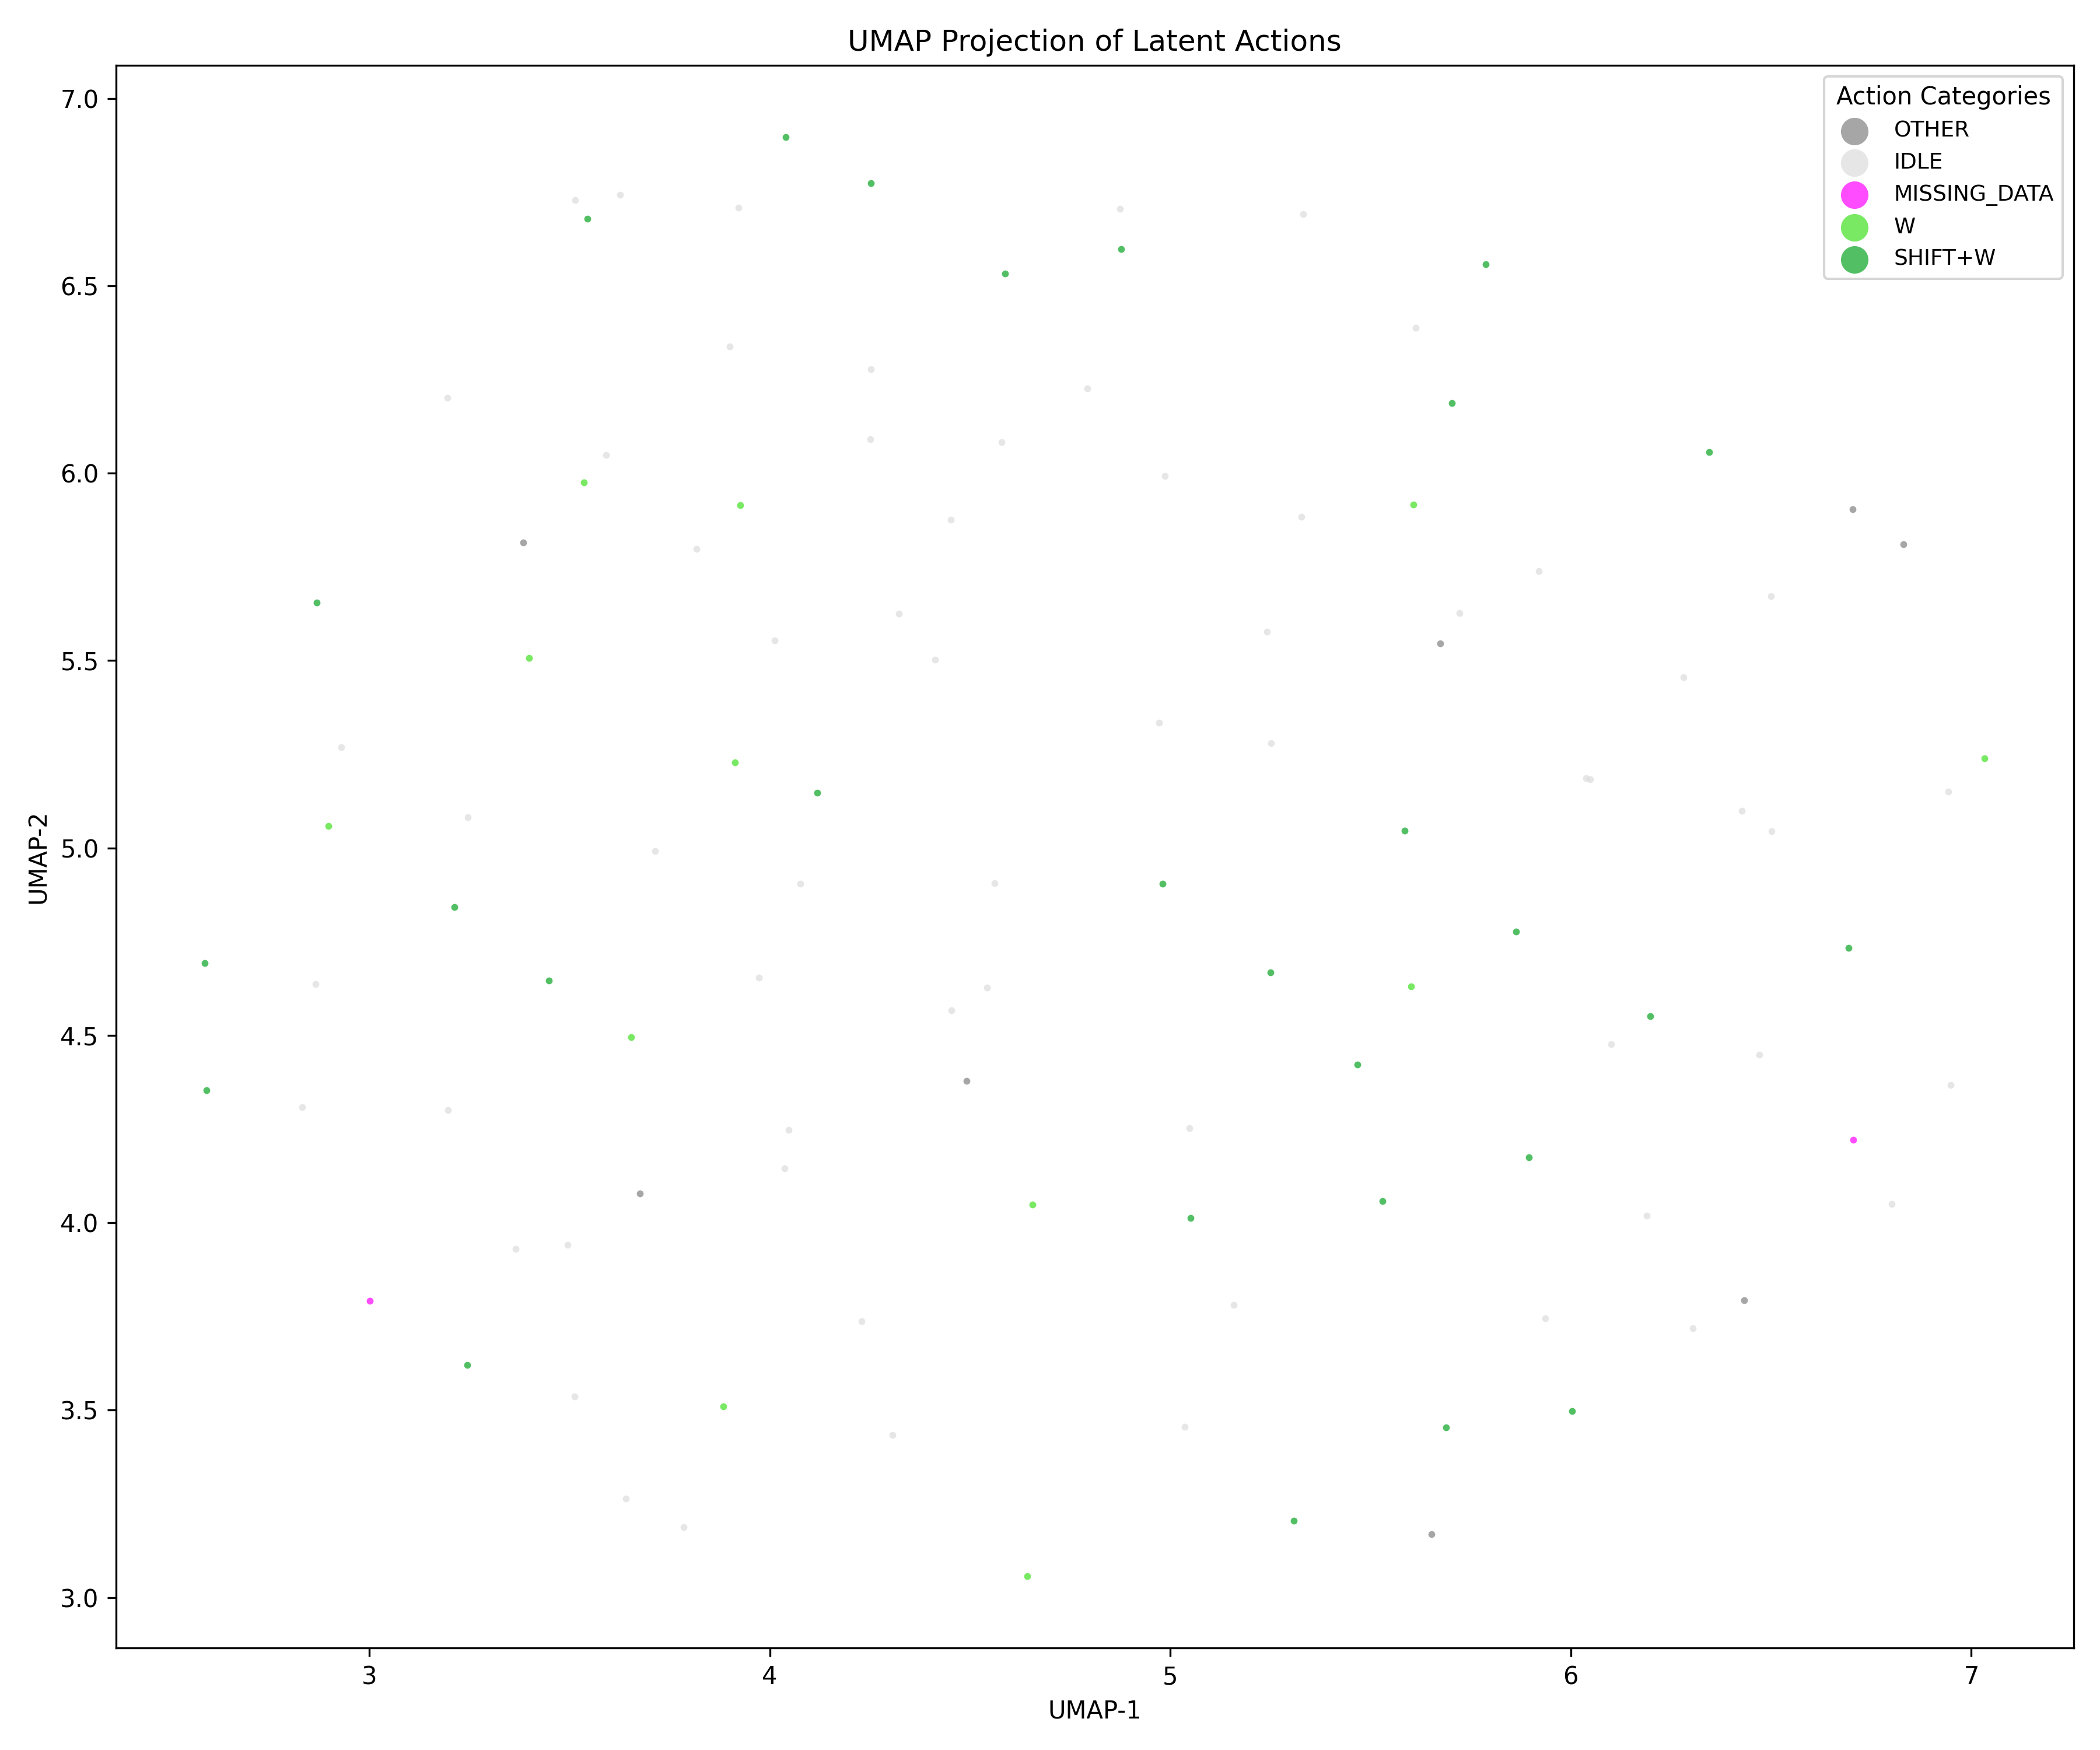 UMAP Projection of Latent Actions
Action Categories
OTHER
IDLE
MISSING_DATA
W
SHIFT+W
7.0
6.5
6.0
5.5
5.0
4.5
4.0
3.5
3.0
UMAP-2
3 4 5 6 7
UMAP-1